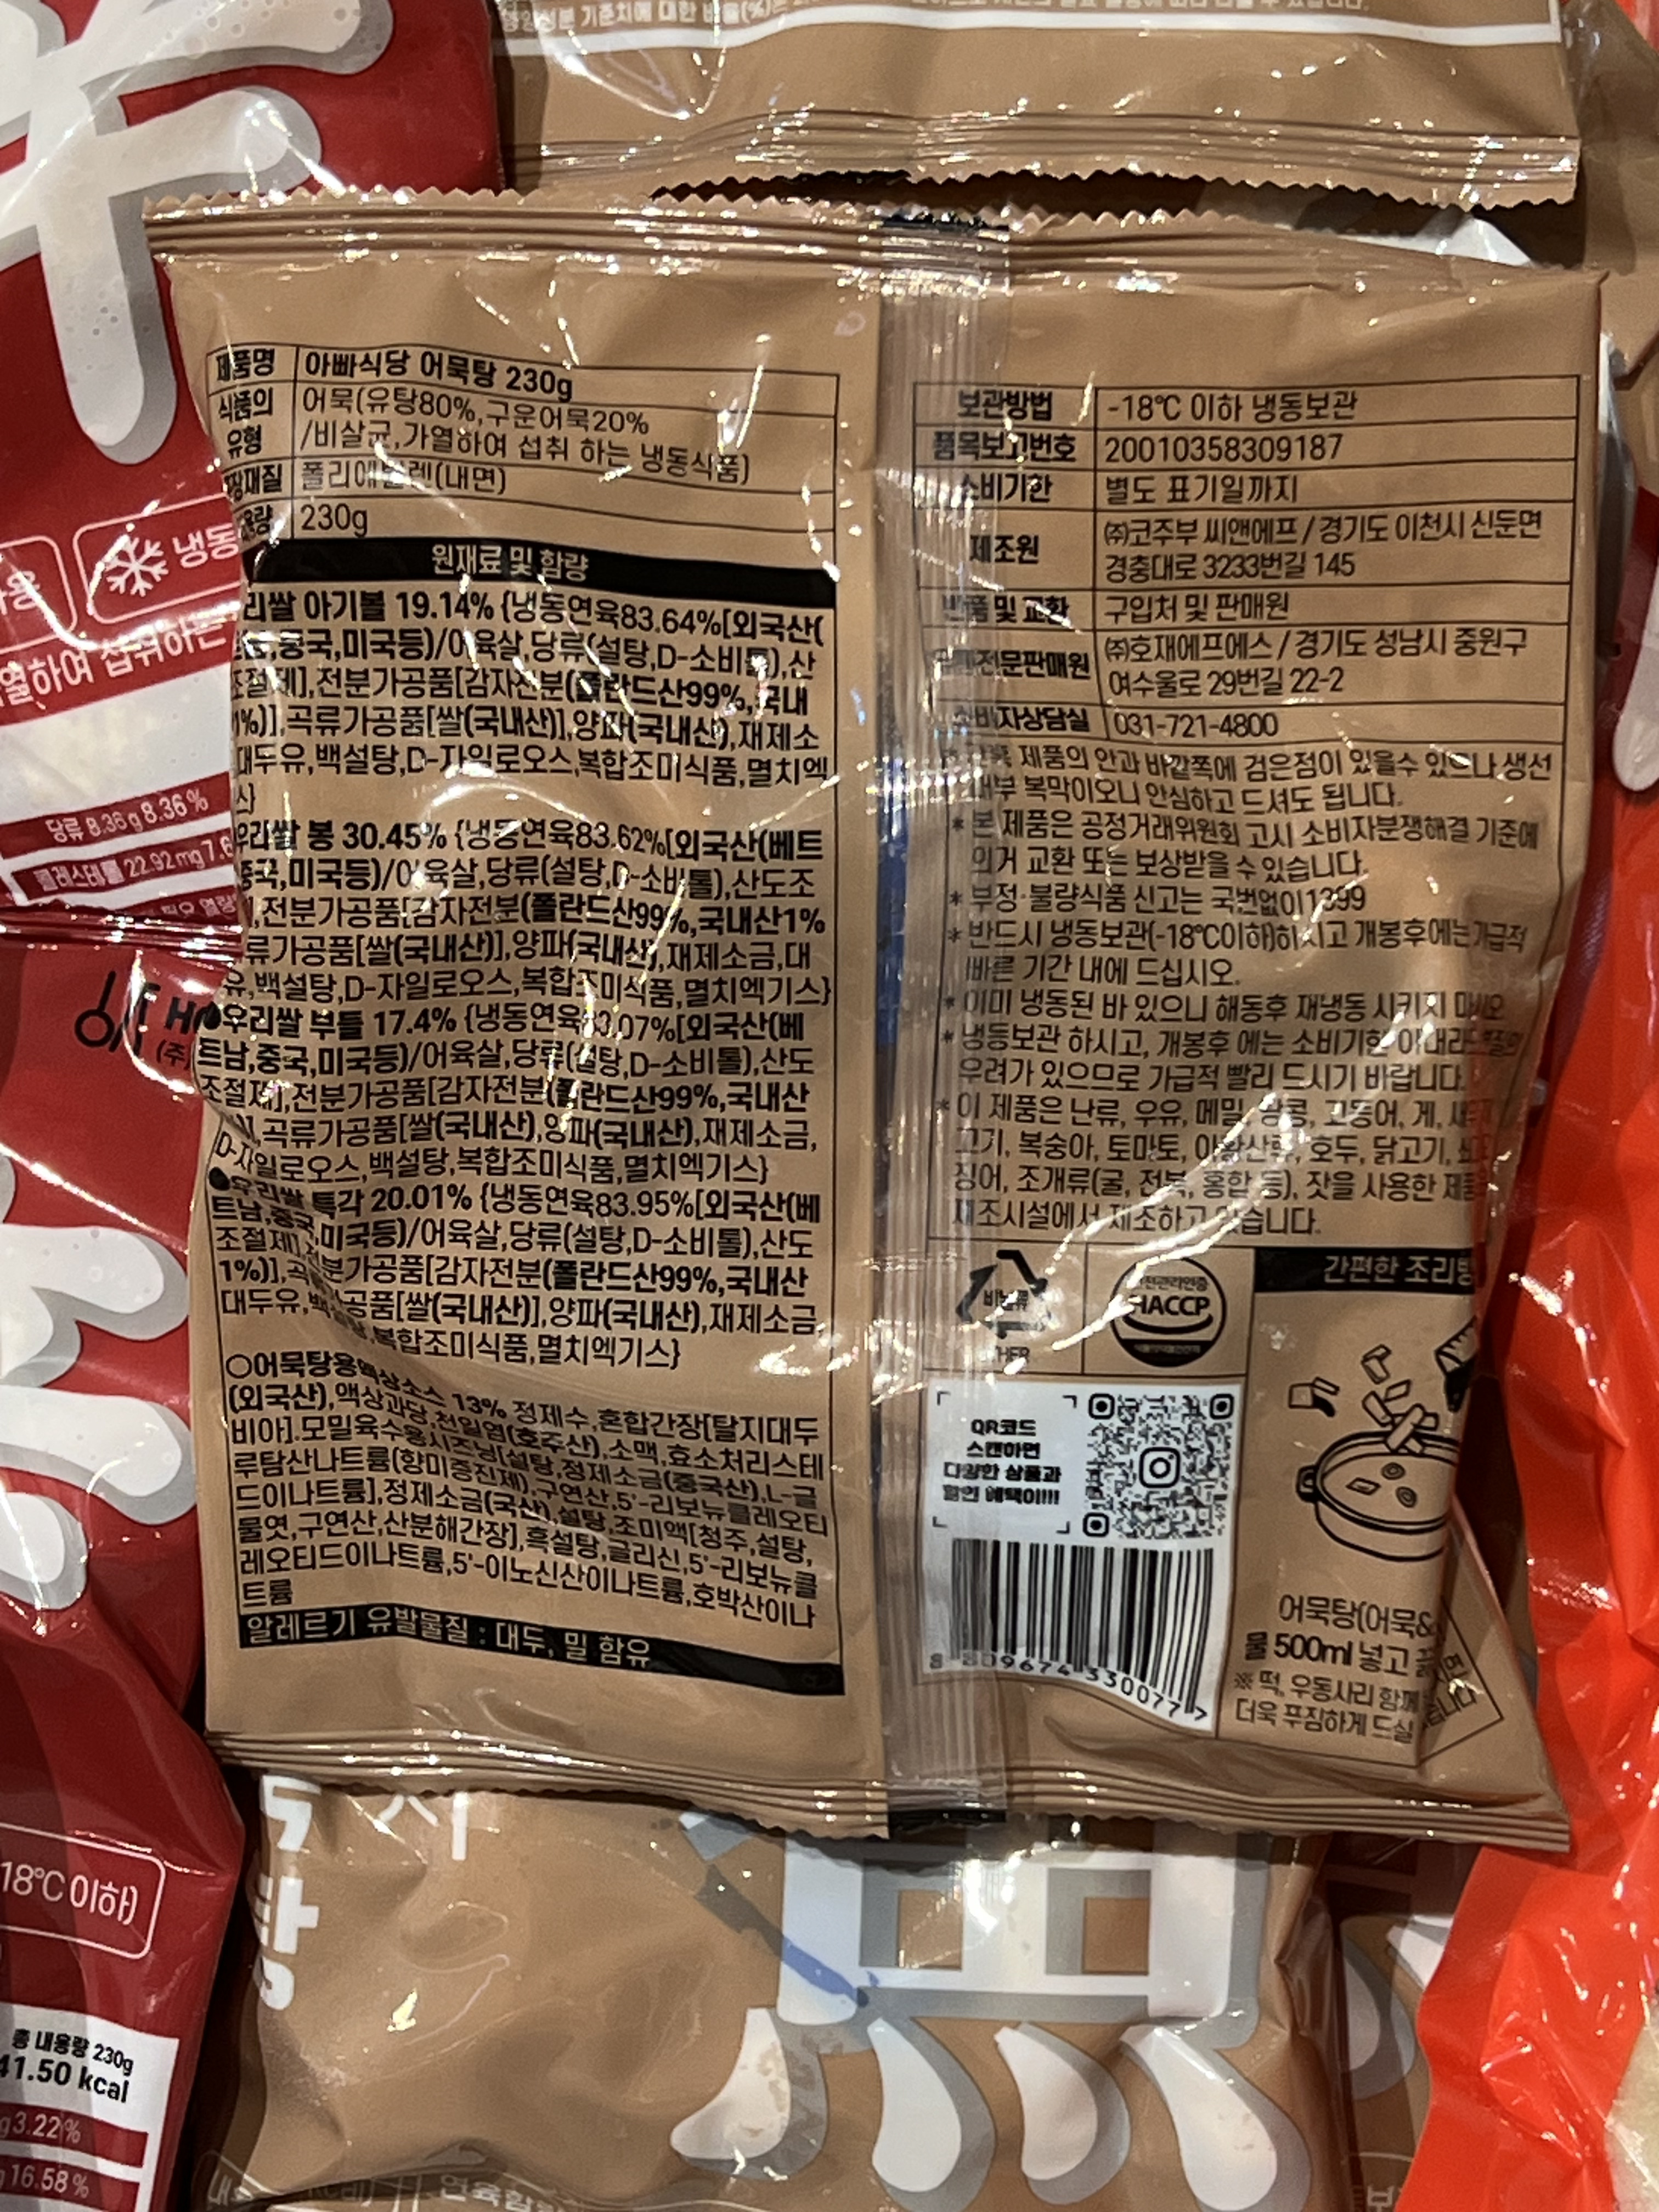 영양성분 기준치에 대한 비율(%)은
제품명 아빠식당 어묵탕 230g
식품의 유형 어묵(유탕80%,구운어묵20%
/비살균,가열하여 섭취 하는 냉동식품)
재질 폴리에틸렌(내면)
230g
원재료 및 함량
리쌀 아기볼 19.14% {냉동연육83.64%[외국산(
중국,미국등)/어육살,당류(설탕,D-소비톨),산
조절제],전분가공품[감자전분(폴란드산99%,국내
1%)],곡류가공품[쌀(국내산)],양파(국내산),재제소
대두유,백설탕,D-자일로오스,복합조미식품,멸치엑
스}
우리쌀 봉 30.45% {냉동연육83.62%[외국산(베트
중국,미국등)/어육살,당류(설탕,D-소비톨),산도조
,전분가공품[감자전분(폴란드산99%,국내산1%
류가공품[쌀(국내산)],양파(국내산),재제소금,대
유,백설탕,D-자일로오스,복합조미식품,멸치엑기스}
●우리쌀 부들 17.4% {냉동연육83.07%[외국산(베
트남,중국,미국등)/어육살,당류(설탕,D-소비톨),산도
조절제],전분가공품[감자전분(폴란드산99%,국내산
,곡류가공품[쌀(국내산),양파(국내산),재제소금,
D-자일로오스,백설탕,복합조미식품,멸치엑기스}
●우리쌀 특각 20.01% {냉동연육83.95%[외국산(베
트남,중국,미국등)/어육살,당류(설탕,D-소비톨),산도
조절제],전분가공품[감자전분(폴란드산99%,국내산
1%)],곡 공품[쌀(국내산)],양파(국내산),재제소금,
대두유,백 ,복합조미식품,멸치엑기스}
○어묵탕용액상소스 13% 정제수,혼합간장[탈지대두
(외국산),액상과당,천일염(호주산),소맥,효소처리스테
비아].모밀육수용시즈닝[설탕,정제소금(중국산),L-글
루탐산나트륨(향미증진제),구연산,5'-리보뉴클레오티
드이나트륨],정제소금(국산),설탕,조미액[청주,설탕,
물엿,구연산,산분해간장],흑설탕,글리신,5'-리보뉴클
레오티드이나트륨,5'-이노신산이나트륨,호박산이나
트륨
알레르기 유발물질 : 대두, 밀 함유
보관방법 -18℃ 이하 냉동보관
품목보고번호 20010358309187
소비기한 별도 표기일까지
제조원 ㈜코주부 씨앤에프 / 경기도 이천시 신둔면
경충대로 3233번길 145
반품 및 교환 구입처 및 판매원
전문판매원 ㈜호재에프에스 / 경기도 성남시 중원구
여수울로 29번길 22-2
소비자상담실 031-721-4800
* 제품의 안과 바깥쪽에 검은점이 있을수 있으나 생선
내부 복막이오니 안심하고 드셔도 됩니다.
* 본 제품은 공정거래위원회 고시 소비자분쟁해결 기준에
의거 교환 또는 보상받을 수 있습니다.
* 부정·불량식품 신고는 국번없이1399
* 반드시 냉동보관(-18℃이하)하시고 개봉후에는가급적
빠른 기간 내에 드십시오.
* 이미 냉동된 바 있으니 해동후 재냉동 시키지 마시오
* 냉동보관 하시고, 개봉후 에는 소비기한 이내라도
우려가 있으므로 가급적 빨리 드시기 바랍니다.
* 이 제품은 난류, 우유, 메밀, 땅콩, 고등어, 게, 새우
고기, 복숭아, 토마토, 아황산류, 호두, 닭고기,
징어, 조개류(굴, 전복, 홍합 등), 잣을 사용한 제품
제조시설에서 제조하고 있습니다.
비닐류
OTHER
안전관리인증
HACCP
간편한 조리방
QR코드
스캔하면
다양한 상품과
할인 혜택이!!!
8 809674 330077 >
어묵탕(어묵&
물 500ml 넣고
※ 떡, 우동사리 함께
더욱 푸짐하게 드실
냉동
열하여 섭취하는
당류 8.36 g 8.36 %
콜레스테롤 22.92 mg 7.6
18℃ 이하)
총 내용량 230g
41.50 kcal
g 3.22 %
g 16.58 %
탕